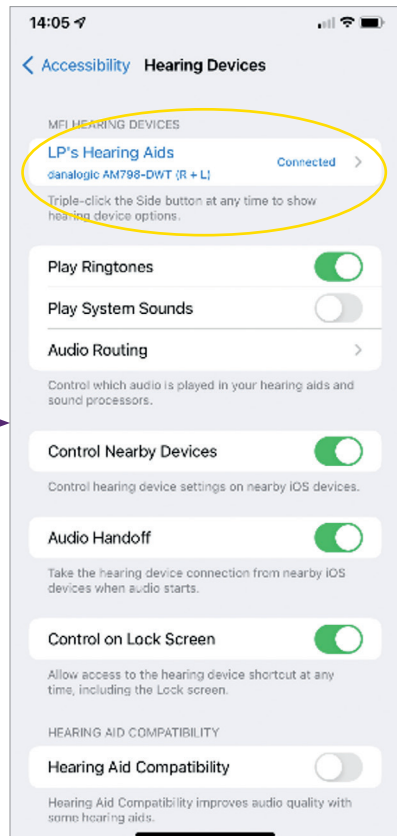 14:05
Accessibility Hearing Devices
MFI HEARING DEVICES
LP's Hearing Aids
Connected
danalogic AM798-DWT (R + L)
Triple-click the Side button at any time to show
hearing device options.
Play Ringtones
Play System Sounds
Audio Routing
Control which audio is played in your hearing aids and
sound processors.
Control Nearby Devices
Control hearing device settings on nearby iOS devices.
Audio Handoff
Take the hearing device connection from nearby iOS
devices when audio starts.
Control on Lock Screen
Allow access to the hearing device shortcut at any
time, including the Lock screen.
HEARING AID COMPATIBILITY
Hearing Aid Compatibility
Hearing Aid Compatibility improves audio quality with
some hearing aids.